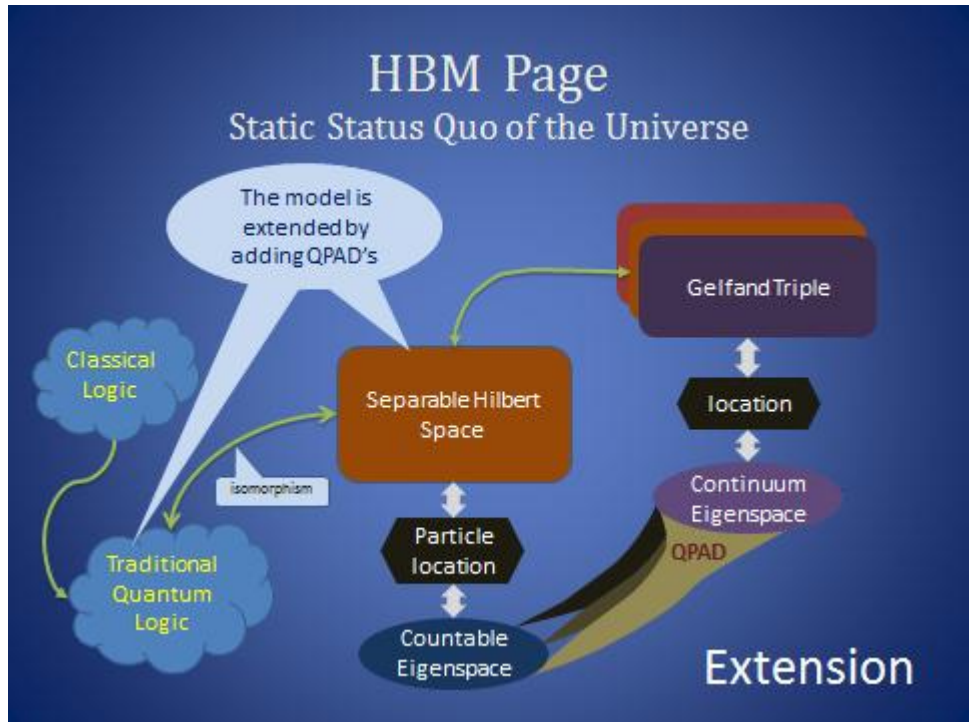 HBM Page
Static Status Quo of the Universe
The model is
extended by
adding QPAD's
Gelfand Triple
Classical
Logic
Separable Hilbert
Space
location
isomorphism
Continuum
Eigenspace
Particle
location
QPAD
Traditional
Quantum
Logic
Countable
Eigenspace
Extension